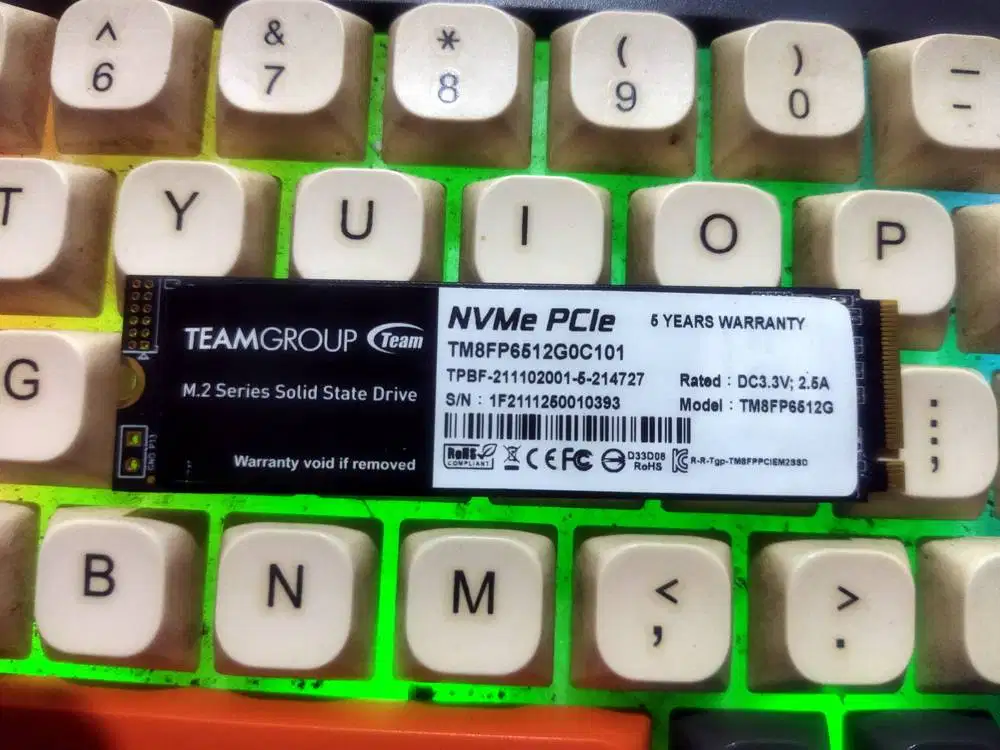 ^ & * ( ) —
6 7 8 9 0 -
T Y U I O P
TEAMGROUP Team
M.2 Series Solid State Drive
Warranty void if removed
NVMe PCIe 5 YEARS WARRANTY
TM8FP6512G0C101
TPBF-211102001-5-214727
Rated : DC3.3V; 2.5A
S/N : 1F2111250010393
Model : TM8FP6512G
RoHS
COMPLIANT
CE FC
D33D08
RoHS
R-R-Tgp-TM8FPPCIEM2SSD
GND P13
G :
;
B N M < >
, .